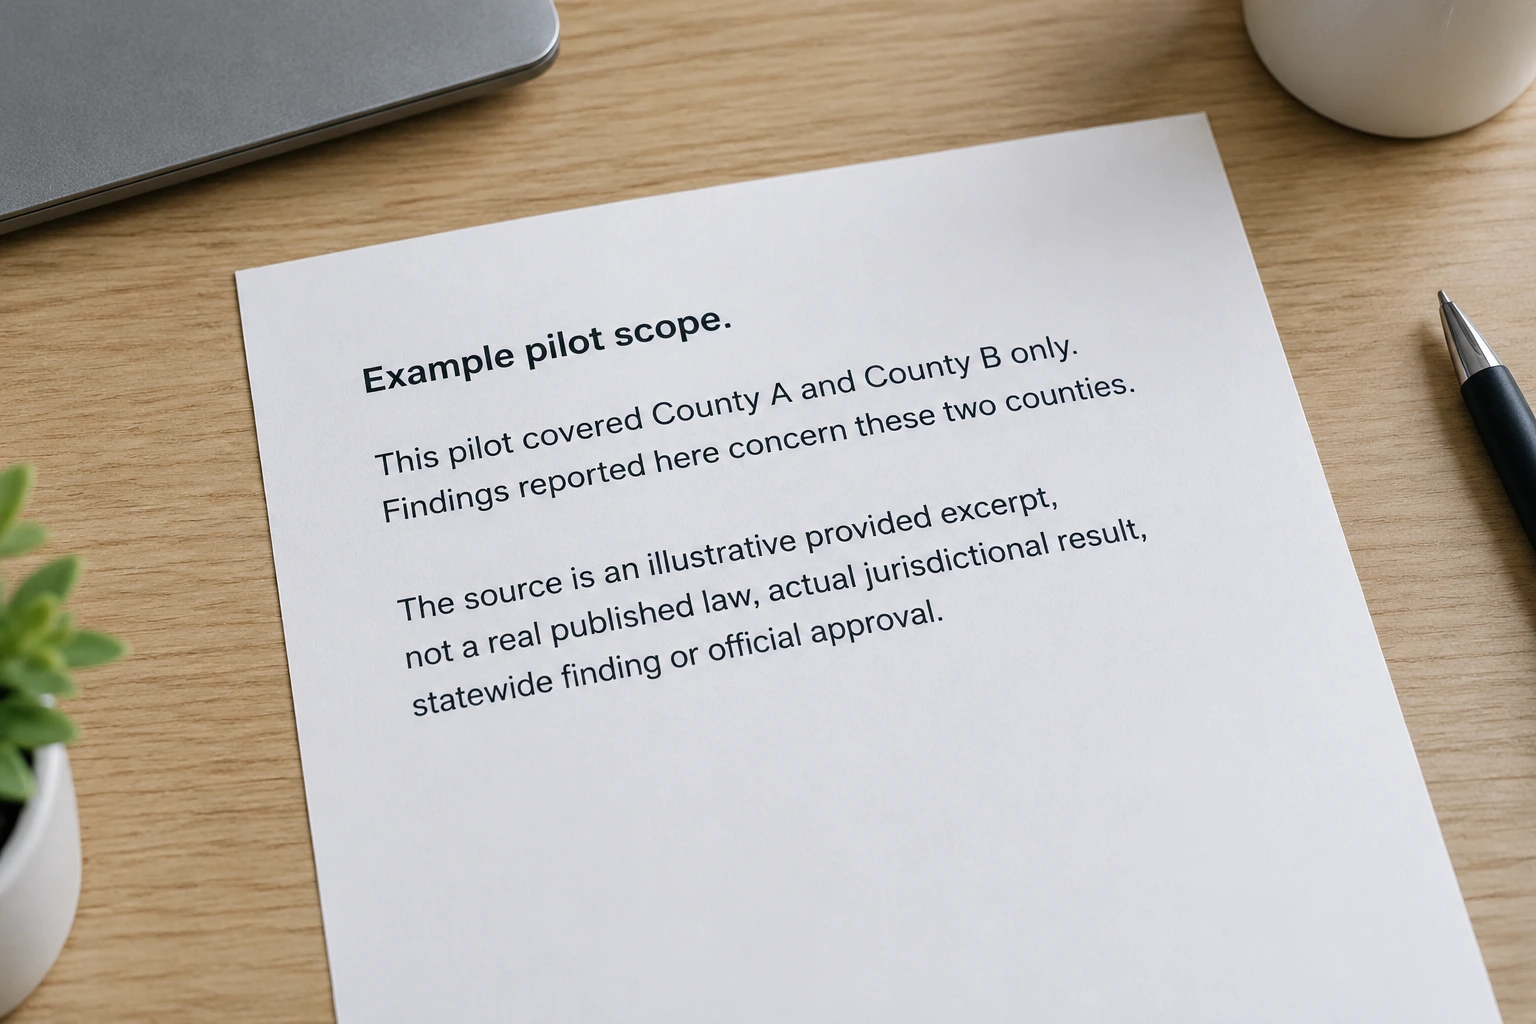 Example pilot scope.
This pilot covered County A and County B only.
Findings reported here concern these two counties.
The source is an illustrative provided excerpt,
not a real published law, actual jurisdictional result,
statewide finding or official approval.